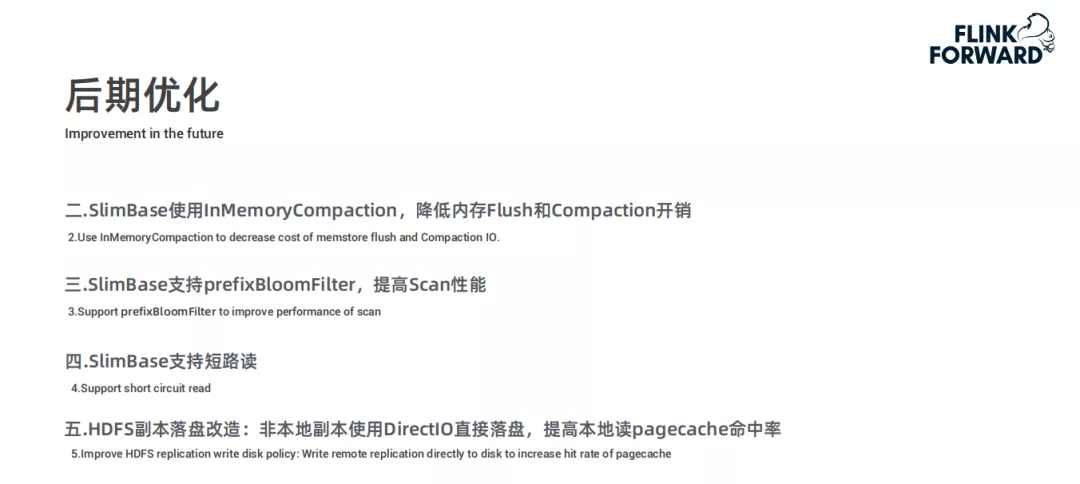 FLINK
FORWARD
后期优化
Improvement in the future
二.SlimBase使用InMemoryCompaction，降低内存Flush和Compaction开销
2.Use InMemoryCompaction to decrease cost of memstore flush and Compaction IO.
三.SlimBase支持prefixBloomFilter，提高Scan性能
3.Support prefixBloomFilter to improve performance of scan
四.SlimBase支持短路读
4.Support short circuit read
五.HDFS副本落盘改造：非本地副本使用DirectIO直接落盘，提高本地读pagecache命中率
5.Improve HDFS replication write disk policy: Write remote replication directly to disk to increase hit rate of pagecache